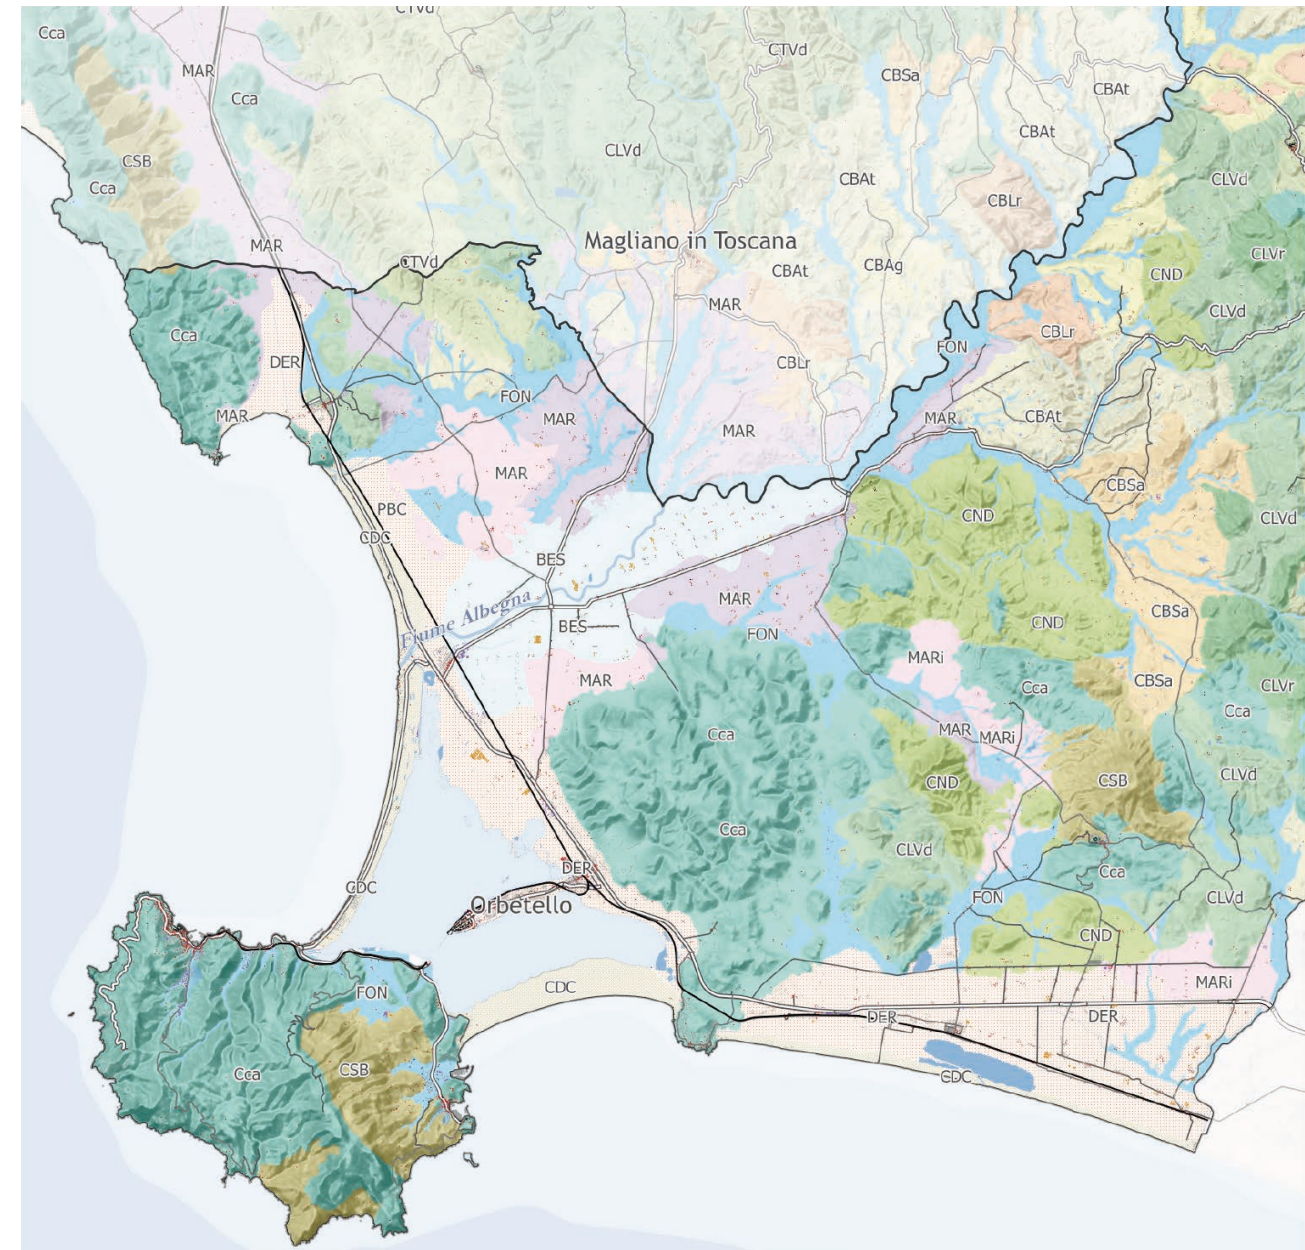 CTVd
Cca
MAR
CTVd
CBSa
CBAt
Cca
CBAt
CSB
CLVd
CBAt
CLVd
Cca
CBLr
MAR
Magliano in Toscana
CTVd
CBAt
CBAg
CND
CLVr
MAR
CLVd
Cca
CBLr
FON
DER
CBLr
FON
MAR
MAR
MAR
MAR
CBAt
MAR
CBSa
PBC
CND
CLVd
CDC
BES
Fiume Albegna
MAR
CBSa
BES
FON
CND
MARi
MAR
CBSa
Cca
CLVr
Cca
Cca
MAR
MARi
CND
CSB
CLVd
Cca
CLVd
DER
Cca
CDC
Orbetello
FON
CLVd
CND
CDC
FON
MARi
DER
DER
Cca
CSB
CDC